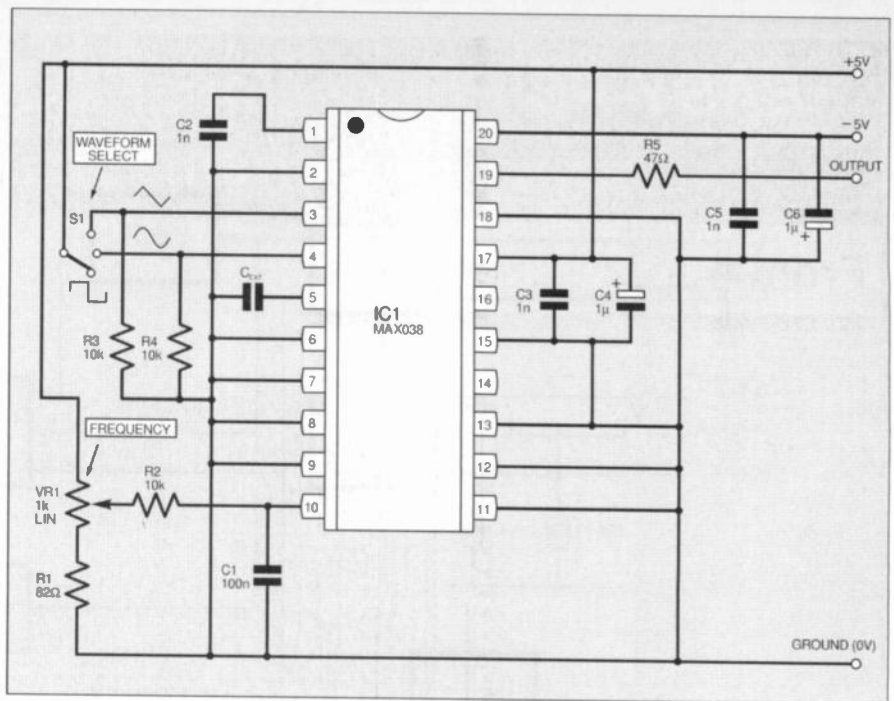 +5V
C2
1n
WAVEFORM
SELECT
S1
1
2
3
4
5
6
7
8
9
10
20
19
18
17
16
15
14
13
12
11
−5V
R5
47Ω
OUTPUT
C5
1n
C6
1µ
+
Cext
IC1
MAX038
C3
1n
+
C4
1µ
R3
10k
R4
10k
FREQUENCY
VR1
1k
LIN
R2
10k
R1
82Ω
C1
100n
GROUND (0V)